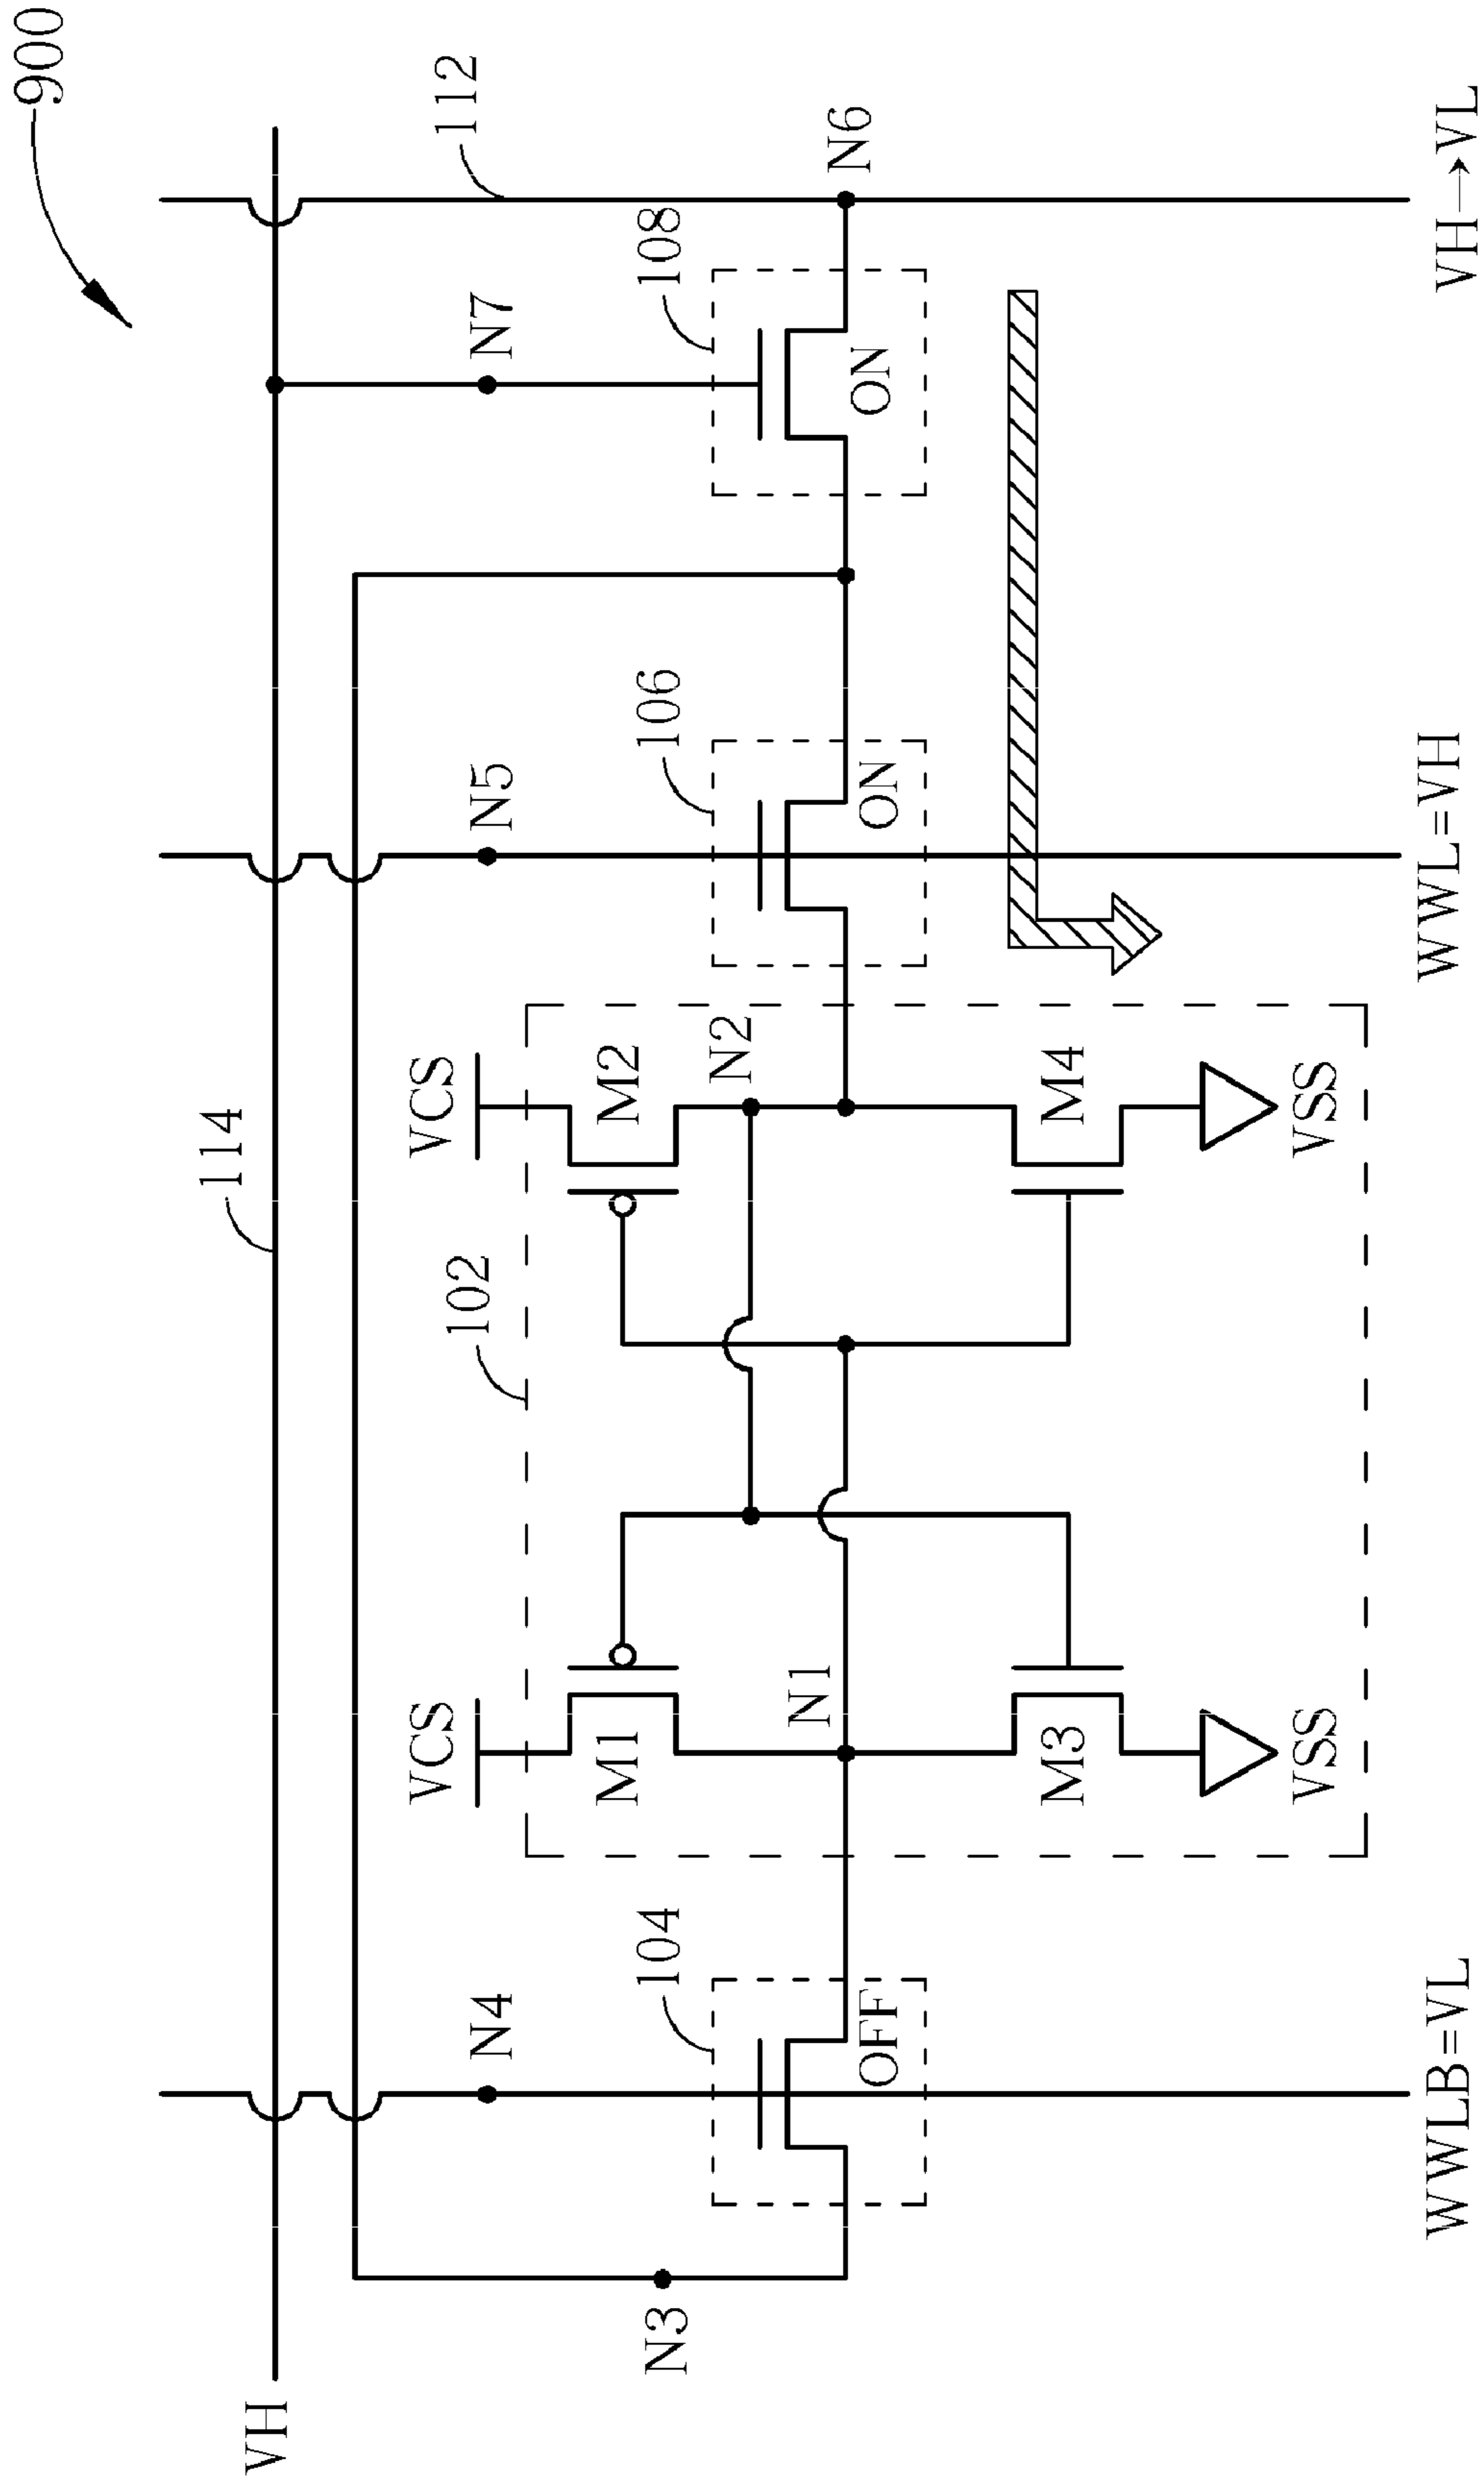 900
114
VH
112
VCS
VCS
102
N4
N5
N7
M1
M2
104
106
108
N3
N2
N1
N6
OFF
ON
ON
M3
M4
VSS
VSS
WWLB=VL
WWL=VH
VH→VL